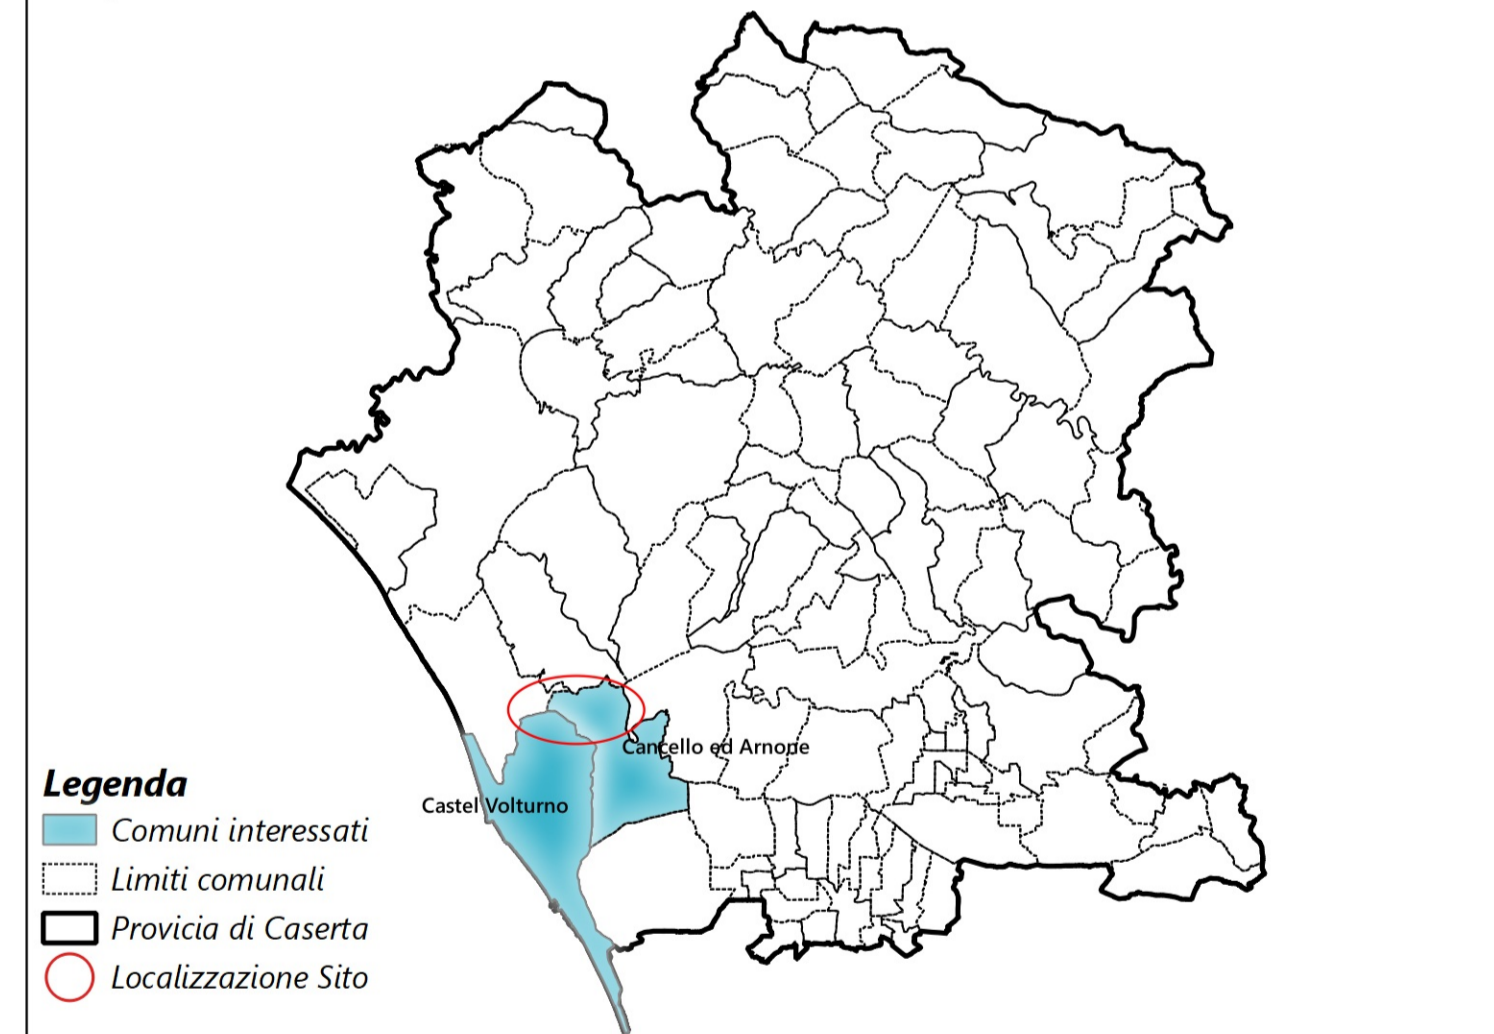 Cancello ed Arnone
Castel Volturno
Legenda
Comuni interessati
Limiti comunali
Provicia di Caserta
Localizzazione Sito